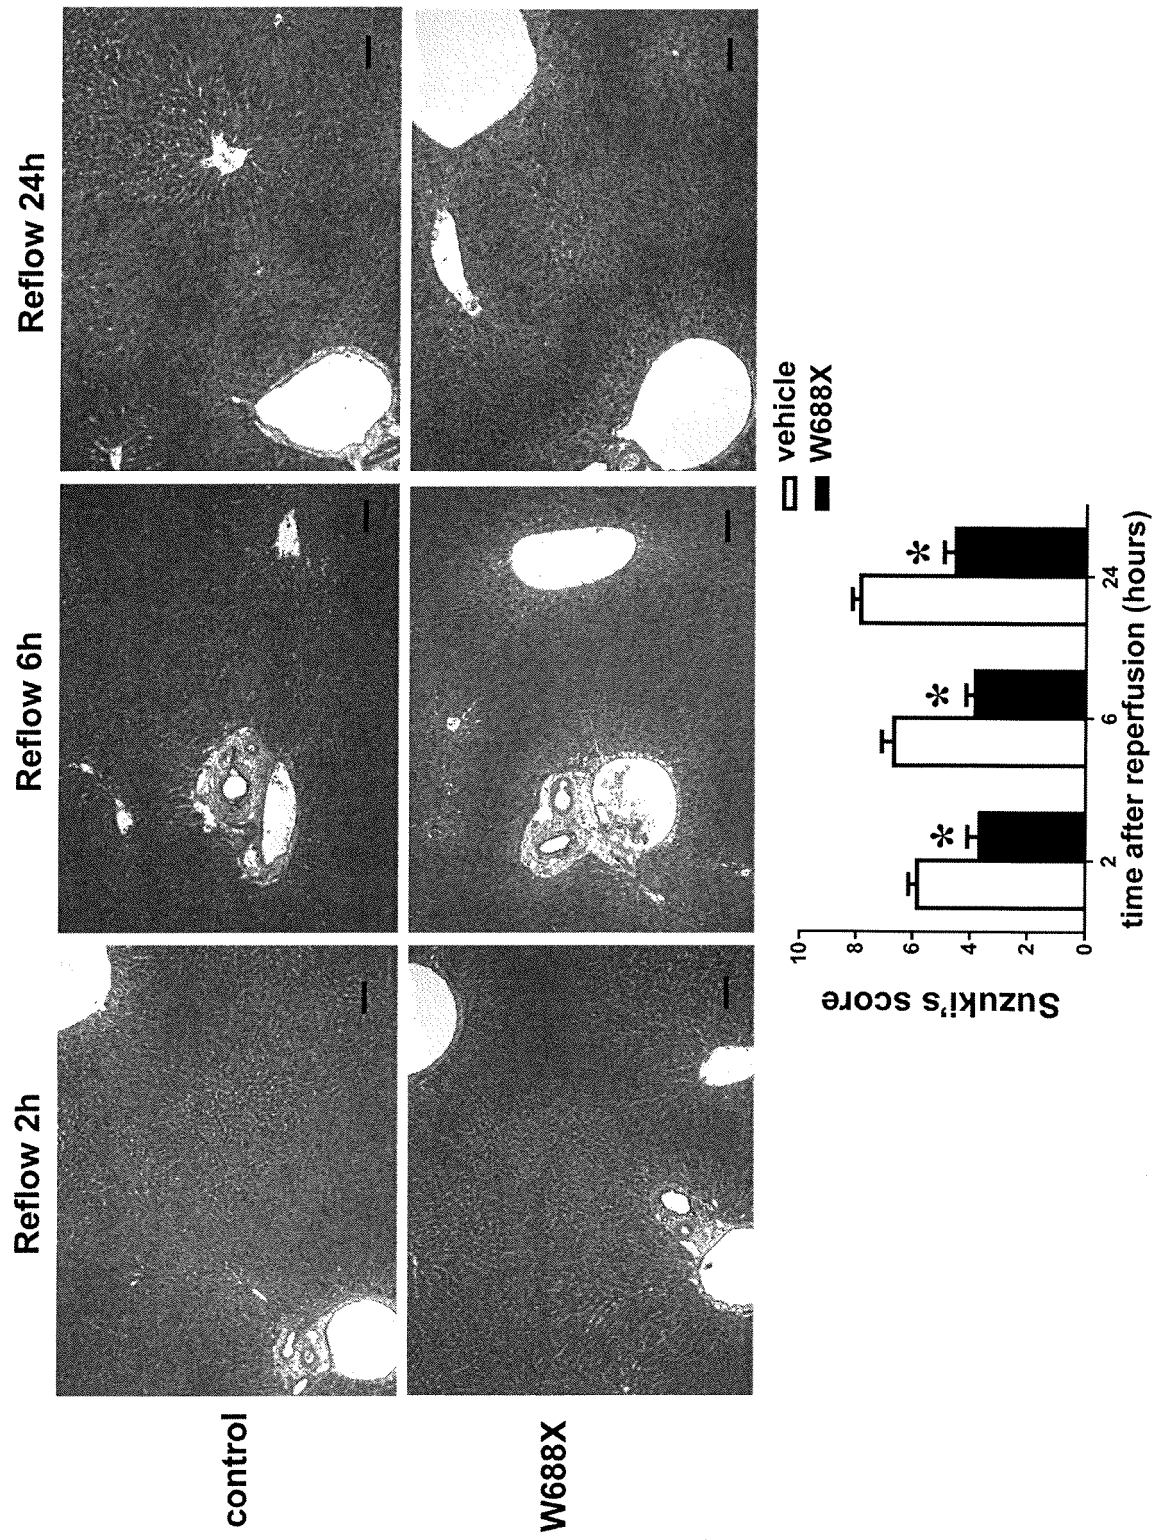 Reflow 2h
Reflow 6h
Reflow 24h
control
W688X
vehicle
W688X
Suzuki's score
10
8
6
4
2
0
2
6
24
*
*
*
time after reperfusion (hours)